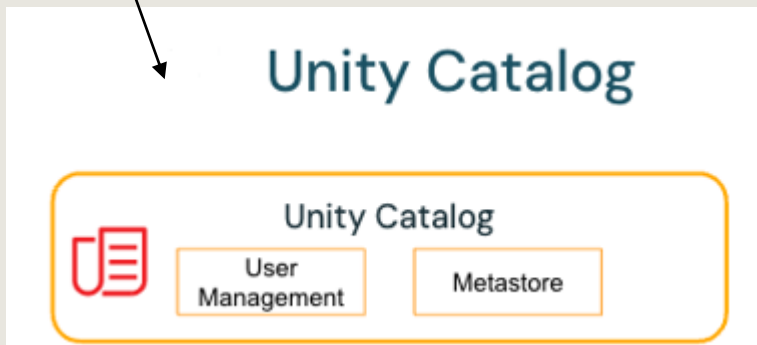 Unity Catalog
Unity Catalog
User
Management
Metastore